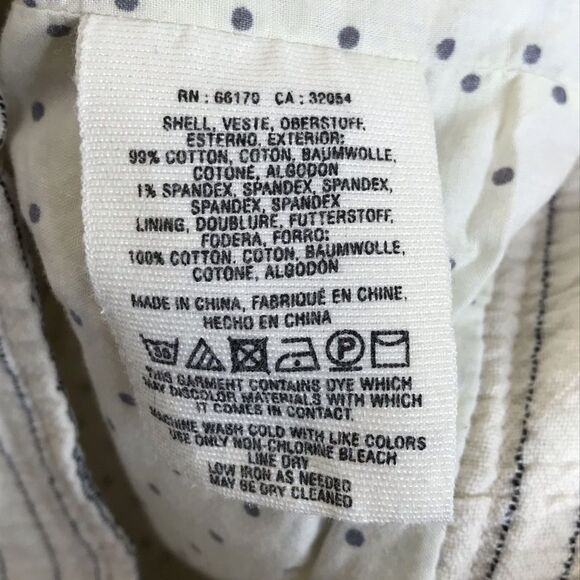 RN : 66170 CA : 32054
SHELL, VESTE, OBERSTOFF,
ESTERNO, EXTERIOR:
99% COTTON, COTON, BAUMWOLLE,
COTONE, ALGODON
1% SPANDEX, SPANDEX, SPANDEX,
SPANDEX, SPANDEX
LINING, DOUBLURE, FUTTERSTOFF,
FODERA, FORRO:
100% COTTON, COTON, BAUMWOLLE,
COTONE, ALGODÓN
MADE IN CHINA, FABRIQUÉ EN CHINE,
HECHO EN CHINA
30 P
THIS GARMENT CONTAINS DYE WHICH
MAY DISCOLOR MATERIALS WITH WHICH
IT COMES IN CONTACT.
MACHINE WASH COLD WITH LIKE COLORS
USE ONLY NON-CHLORINE BLEACH
LINE DRY
LOW IRON AS NEEDED
MAY BE DRY CLEANED